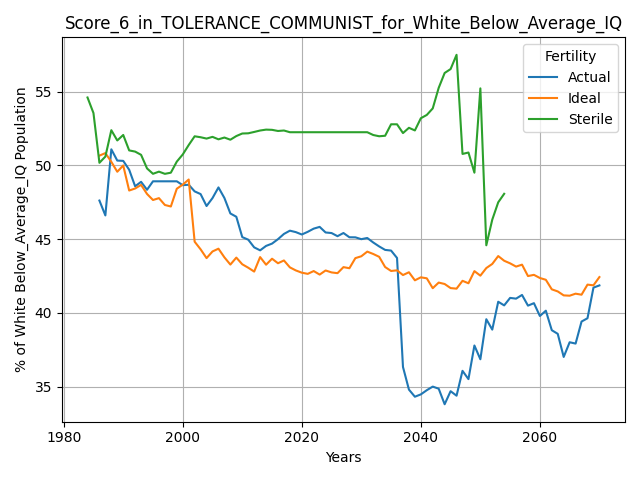 Score_6_in_TOLERANCE_COMMUNIST_for_White_Below_Average_IQ
Fertility
Actual
Ideal
Sterile
% of White Below_Average_IQ Population
55
50
45
40
35
1980
2000
2020
2040
2060
Years